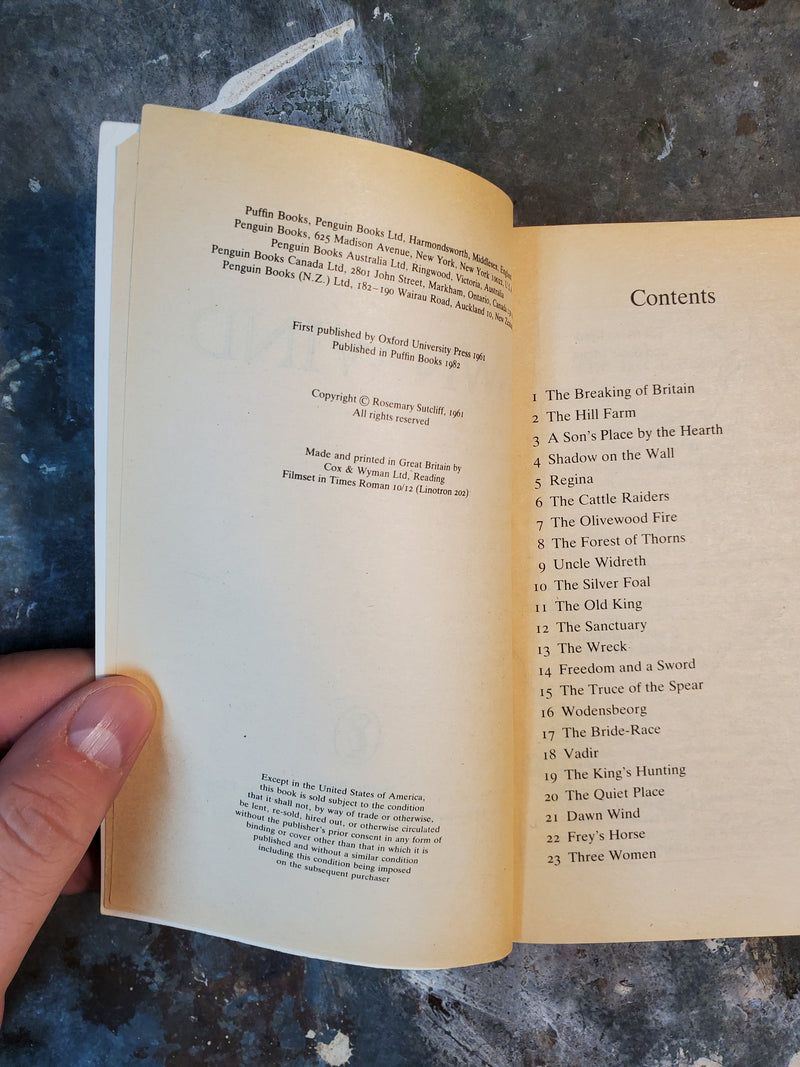 Puffin Books, Penguin Books Ltd, Harmondsworth, Middlesex, England
Penguin Books, 625 Madison Avenue, New York, New York 10022, U.S.A.
Penguin Books Australia Ltd, Ringwood, Victoria, Australia
Penguin Books Canada Ltd, 2801 John Street, Markham, Ontario, Canada
Penguin Books (N.Z.) Ltd, 182–190 Wairau Road, Auckland 10, New Zealand
First published by Oxford University Press 1961
Published in Puffin Books 1982
Copyright © Rosemary Sutcliff, 1961
All rights reserved
Made and printed in Great Britain by
Cox & Wyman Ltd, Reading
Filmset in Times Roman 10/12 (Linotron 202)
Except in the United States of America,
this book is sold subject to the condition
that it shall not, by way of trade or otherwise,
be lent, re-sold, hired out, or otherwise circulated
without the publisher's prior consent in any form of
binding or cover other than that in which it is
published and without a similar condition
including this condition being imposed
on the subsequent purchaser
Contents
1 The Breaking of Britain
2 The Hill Farm
3 A Son's Place by the Hearth
4 Shadow on the Wall
5 Regina
6 The Cattle Raiders
7 The Olivewood Fire
8 The Forest of Thorns
9 Uncle Widreth
10 The Silver Foal
11 The Old King
12 The Sanctuary
13 The Wreck
14 Freedom and a Sword
15 The Truce of the Spear
16 Wodensbeorg
17 The Bride-Race
18 Vadir
19 The King's Hunting
20 The Quiet Place
21 Dawn Wind
22 Frey's Horse
23 Three Women